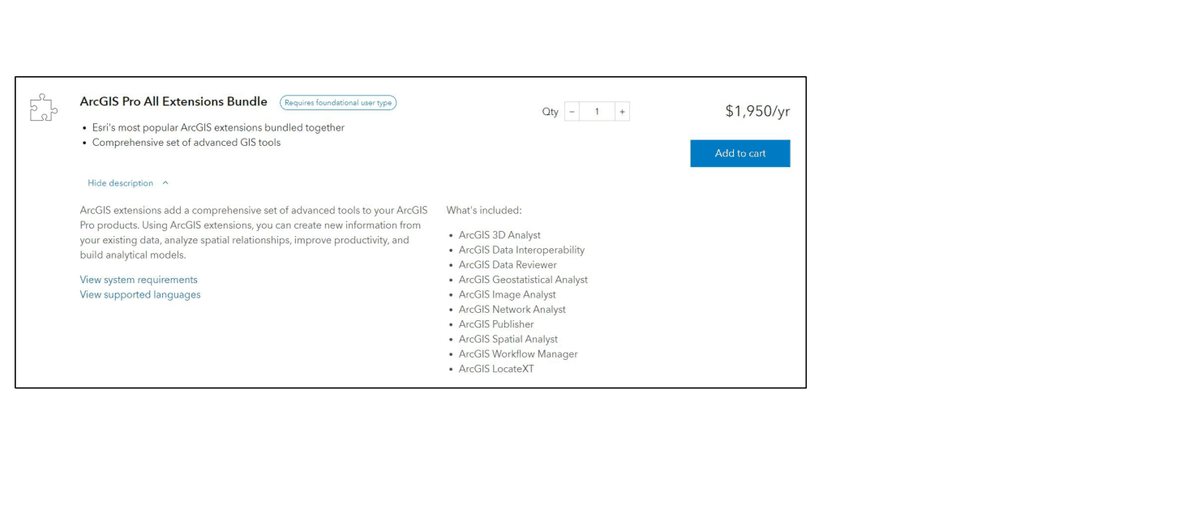 ArcGIS Pro All Extensions Bundle
Requires foundational user type
Qty − 1 +
$1,950/yr
• Esri's most popular ArcGIS extensions bundled together
• Comprehensive set of advanced GIS tools
Add to cart
Hide description
ArcGIS extensions add a comprehensive set of advanced tools to your ArcGIS
Pro products. Using ArcGIS extensions, you can create new information from
your existing data, analyze spatial relationships, improve productivity, and
build analytical models.
View system requirements
View supported languages
What's included:
• ArcGIS 3D Analyst
• ArcGIS Data Interoperability
• ArcGIS Data Reviewer
• ArcGIS Geostatistical Analyst
• ArcGIS Image Analyst
• ArcGIS Network Analyst
• ArcGIS Publisher
• ArcGIS Spatial Analyst
• ArcGIS Workflow Manager
• ArcGIS LocateXT